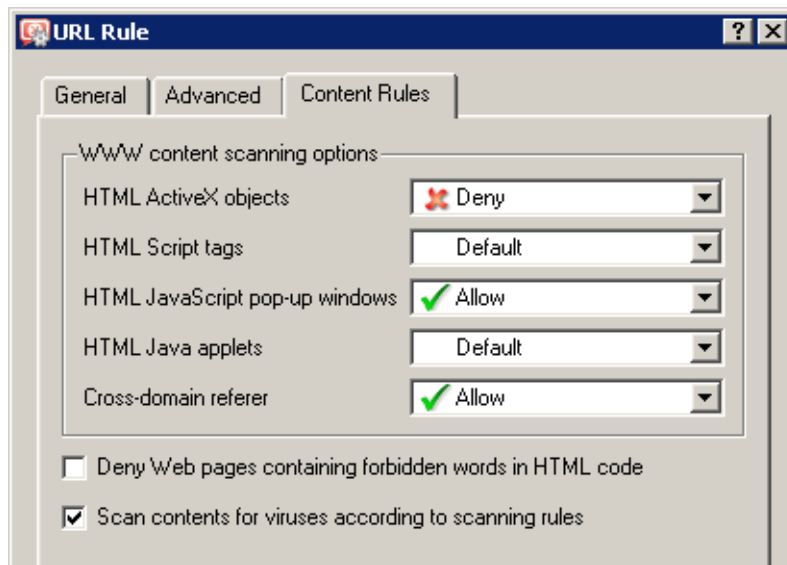 URL Rule
General Advanced Content Rules
WWW content scanning options
HTML ActiveX objects Deny
HTML Script tags Default
HTML JavaScript pop-up windows Allow
HTML Java applets Default
Cross-domain referer Allow
Deny Web pages containing forbidden words in HTML code
Scan contents for viruses according to scanning rules